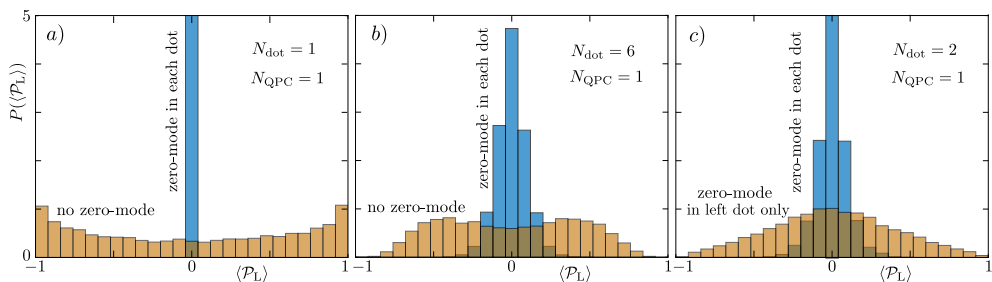 a)
5
P(⟨𝒫_L⟩)
0
zero-mode in each dot
N_dot = 1
N_QPC = 1
no zero-mode
−1
0
1
⟨𝒫_L⟩
b)
zero-mode in each dot
N_dot = 6
N_QPC = 1
no zero-mode
−1
0
1
⟨𝒫_L⟩
c)
zero-mode in each dot
N_dot = 2
N_QPC = 1
zero-mode
in left dot only
−1
0
1
⟨𝒫_L⟩